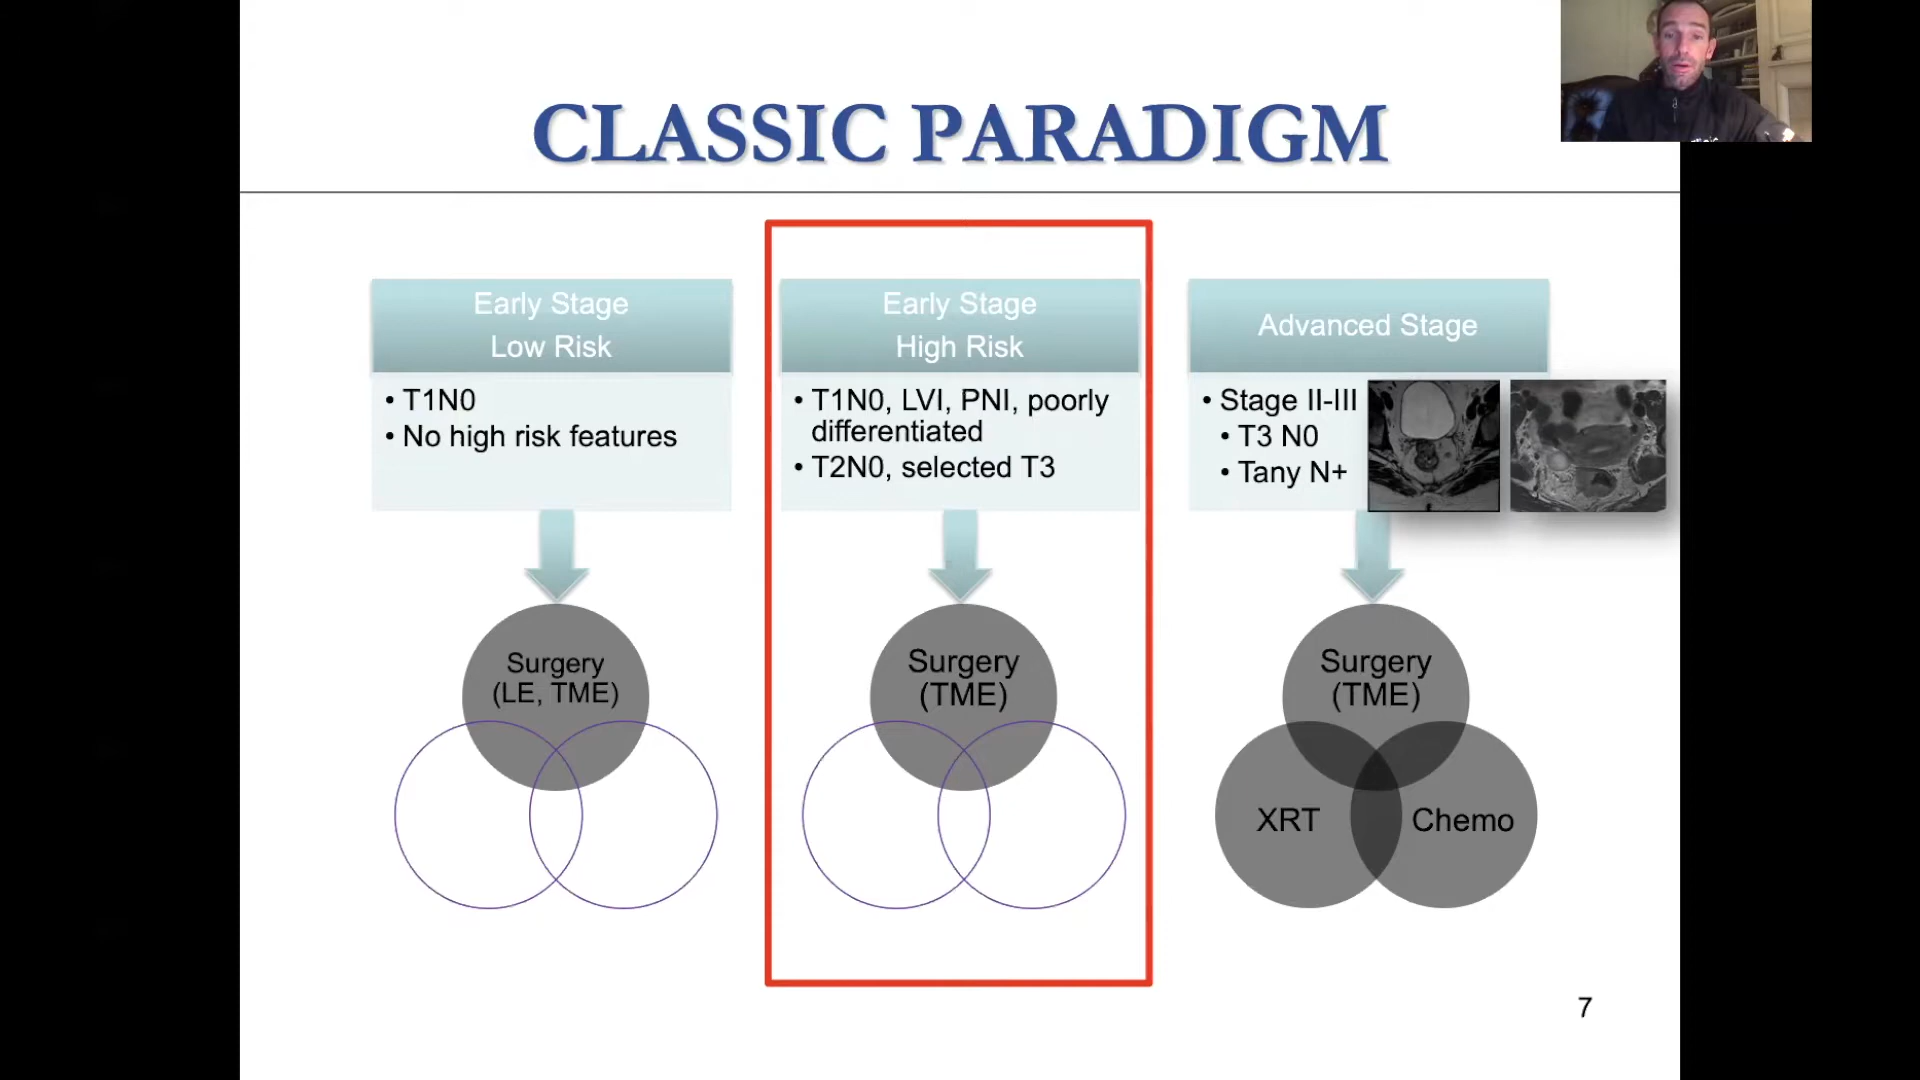 CLASSIC PARADIGM
Early Stage
Low Risk
• T1N0
• No high risk features
Surgery
(LE, TME)
Early Stage
High Risk
• T1N0, LVI, PNI, poorly
differentiated
• T2N0, selected T3
Surgery
(TME)
Advanced Stage
• Stage II-III
• T3 N0
• Tany N+
Surgery
(TME)
XRT
Chemo
7